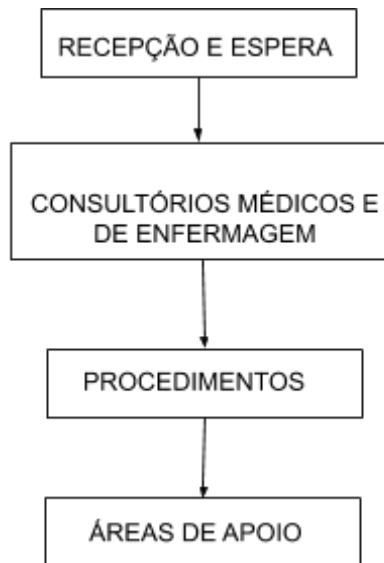 RECEPÇÃO E ESPERA
CONSULTÓRIOS MÉDICOS E
DE ENFERMAGEM
PROCEDIMENTOS
ÁREAS DE APOIO